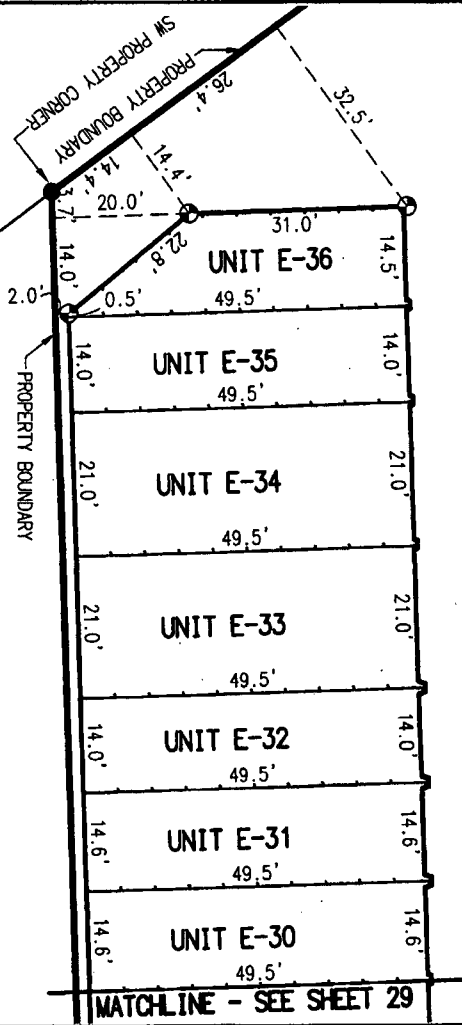 SW PROPERTY CORNER
PROPERTY BOUNDARY
26.4'
32.5'
14.4'
14.4'
3.7'
20.0'
31.0'
14.0'
22.8'
UNIT E-36
14.5'
2.0'
0.5'
49.5'
14.0'
UNIT E-35
14.0'
49.5'
PROPERTY BOUNDARY
21.0'
UNIT E-34
21.0'
49.5'
21.0'
UNIT E-33
21.0'
49.5'
14.0'
UNIT E-32
14.0'
49.5'
14.6'
UNIT E-31
14.6'
49.5'
14.6'
UNIT E-30
14.6'
49.5'
MATCHLINE - SEE SHEET 29